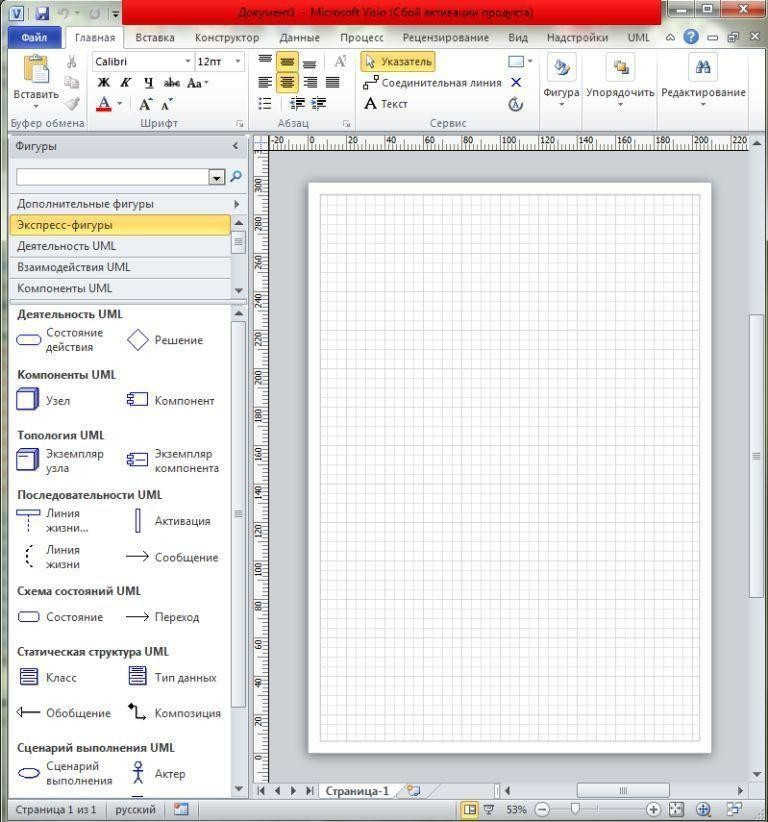 Документ1 - Microsoft Visio (Сбой активации продукта)
Файл Главная Вставка Конструктор Данные Процесс Рецензирование Вид Надстройки UML
Calibri 12пт
Вставить
Ж К Ч abc Aa
A A A
Буфер обмена Шрифт Абзац
Указатель
Соединительная линия
A Текст
Сервис
Фигура Упорядочить Редактирование
Фигуры
Дополнительные фигуры
Экспресс-фигуры
Деятельность UML
Взаимодействия UML
Компоненты UML
Деятельность UML
Состояние действия
Решение
Компоненты UML
Узел Компонент
Топология UML
Экземпляр узла
Экземпляр компонента
Последовательности UML
Линия жизни...
Активация
Линия жизни
Сообщение
Схема состояний UML
Состояние Переход
Статическая структура UML
Класс Тип данных
Обобщение Композиция
Сценарий выполнения UML
Сценарий выполнения
Актер
-20 0 20 40 60 80 100 120 140 160 180 200 220
300
280
260
240
220
200
180
160
140
120
100
80
60
40
20
0
Страница-1
Страница 1 из 1 русский 53%